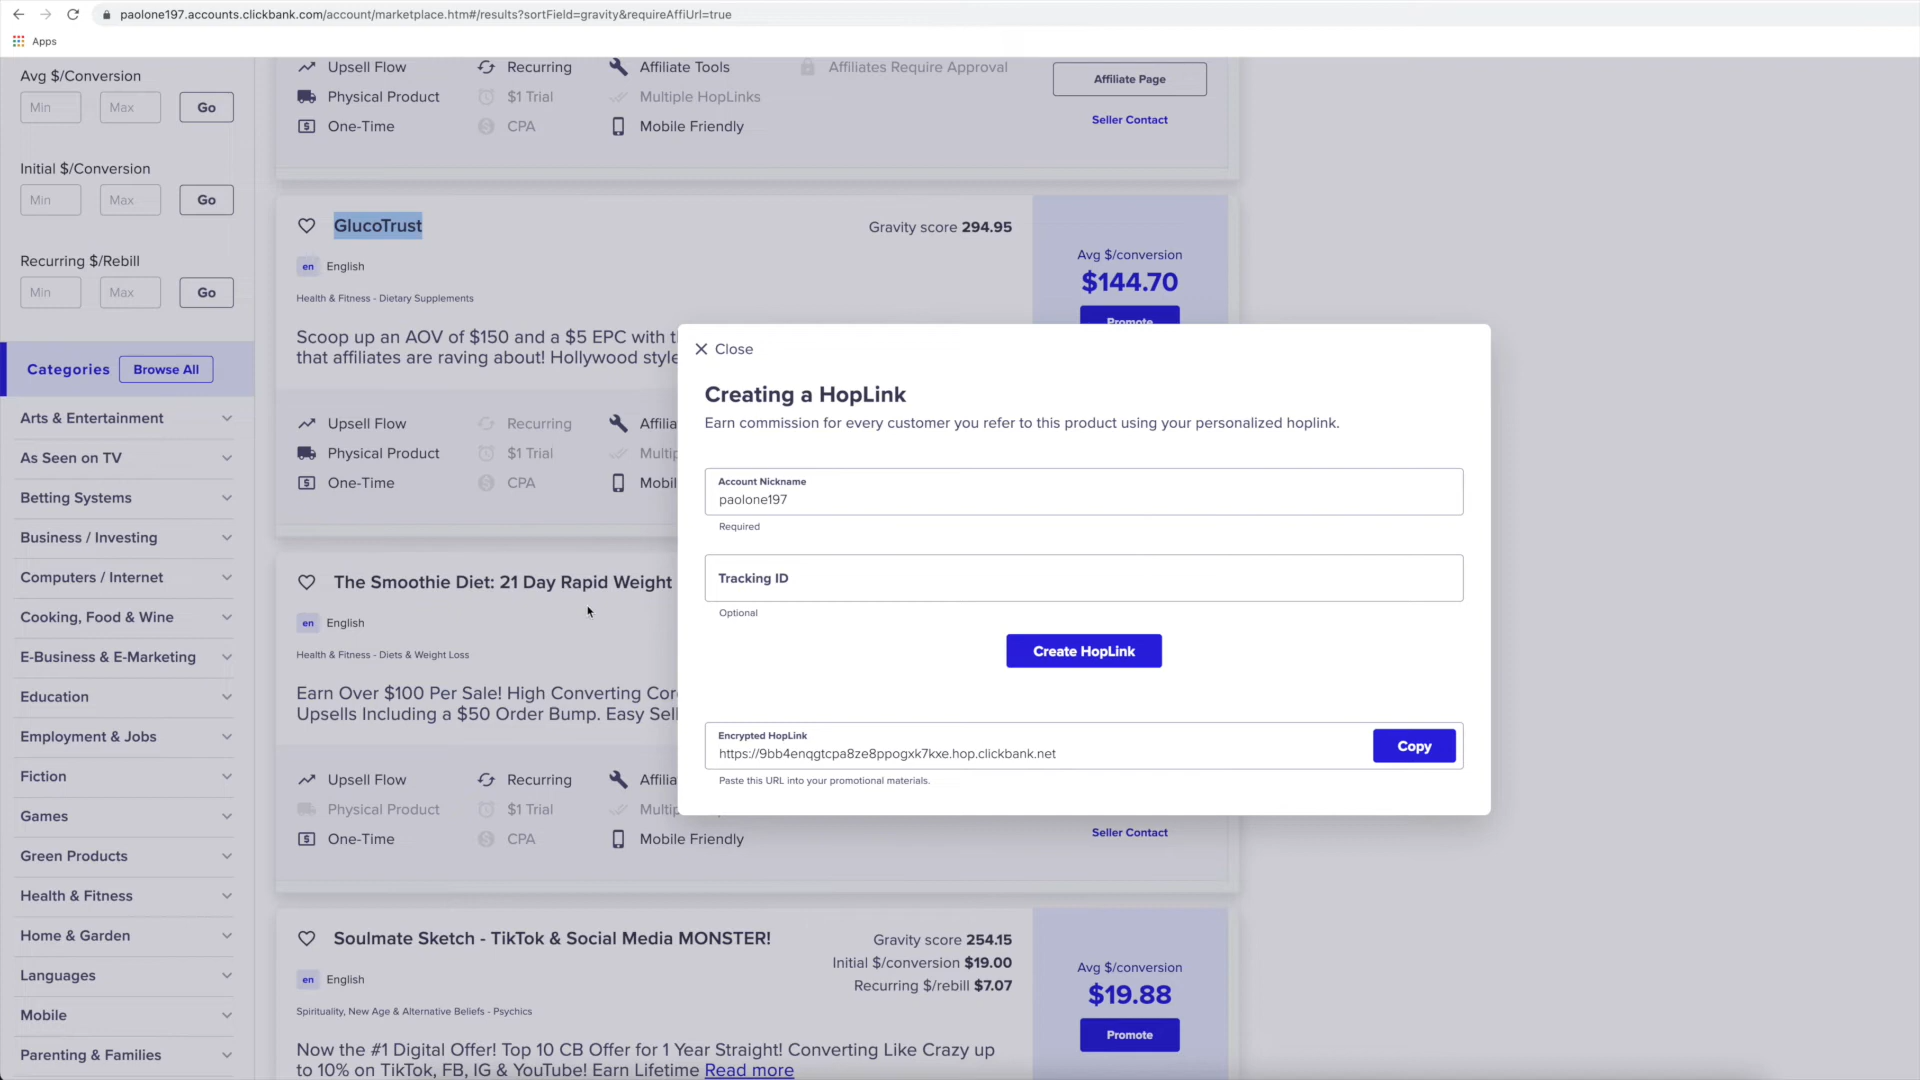 paolone197.accounts.clickbank.com/account/marketplace.htm#/results?sortField=gravity&requireAffiUrl=true
Apps
Avg $/Conversion
Min
Max
Go
Initial $/Conversion
Min
Max
Go
Recurring $/Rebill
Min
Max
Go
Categories
Browse All
Arts & Entertainment
As Seen on TV
Betting Systems
Business / Investing
Computers / Internet
Cooking, Food & Wine
E-Business & E-Marketing
Education
Employment & Jobs
Fiction
Games
Green Products
Health & Fitness
Home & Garden
Languages
Mobile
Parenting & Families
Upsell Flow
Recurring
Affiliate Tools
Affiliates Require Approval
Physical Product
$1 Trial
Multiple HopLinks
One-Time
CPA
Mobile Friendly
Affiliate Page
Seller Contact
GlucoTrust
Gravity score 294.95
en English
Health & Fitness - Dietary Supplements
Avg $/conversion
$144.70
Promote
Scoop up an AOV of $150 and a $5 EPC with
that affiliates are raving about! Hollywood style
Upsell Flow
Recurring
Affilia
Physical Product
$1 Trial
Multip
One-Time
CPA
Mobil
The Smoothie Diet: 21 Day Rapid Weight
en English
Health & Fitness - Diets & Weight Loss
Earn Over $100 Per Sale! High Converting Cor
Upsells Including a $50 Order Bump. Easy Sell
Upsell Flow
Recurring
Affilia
Physical Product
$1 Trial
Multip
One-Time
CPA
Mobile Friendly
Seller Contact
Close
Creating a HopLink
Earn commission for every customer you refer to this product using your personalized hoplink.
Account Nickname
paolone197
Required
Tracking ID
Optional
Create HopLink
Encrypted HopLink
https://9bb4enqgtcpa8ze8ppogxk7kxe.hop.clickbank.net
Copy
Paste this URL into your promotional materials.
Soulmate Sketch - TikTok & Social Media MONSTER!
Gravity score 254.15
Initial $/conversion $19.00
Recurring $/rebill $7.07
en English
Spirituality, New Age & Alternative Beliefs - Psychics
Avg $/conversion
$19.88
Promote
Now the #1 Digital Offer! Top 10 CB Offer for 1 Year Straight! Converting Like Crazy up
to 10% on TikTok, FB, IG & YouTube! Earn Lifetime Read more